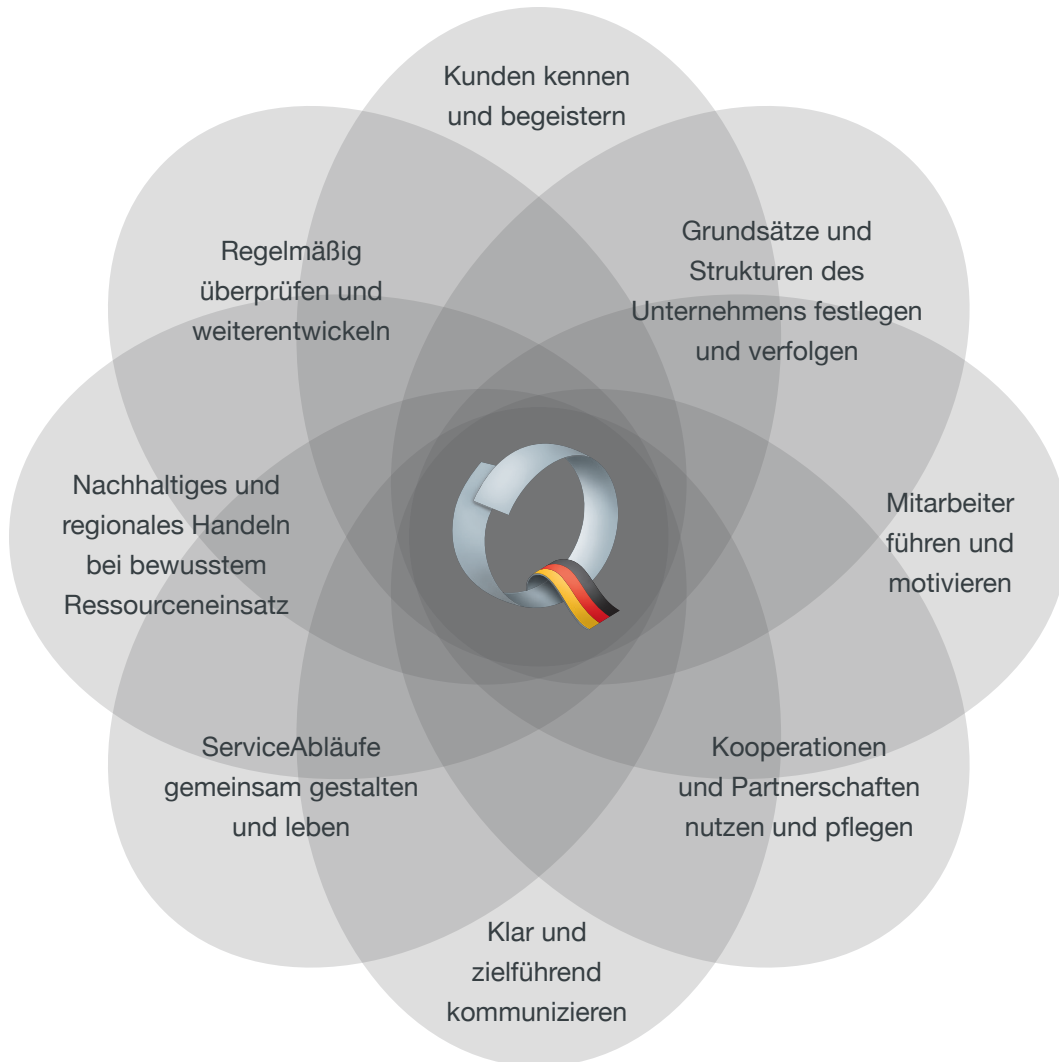 Kunden kennen
und begeistern
Grundsätze und
Strukturen des
Unternehmens festlegen
und verfolgen
Mitarbeiter
führen und
motivieren
Kooperationen
und Partnerschaften
nutzen und pflegen
Klar und
zielführend
kommunizieren
ServiceAbläufe
gemeinsam gestalten
und leben
Nachhaltiges und
regionales Handeln
bei bewusstem
Ressourceneinsatz
Regelmäßig
überprüfen und
weiterentwickeln
Q